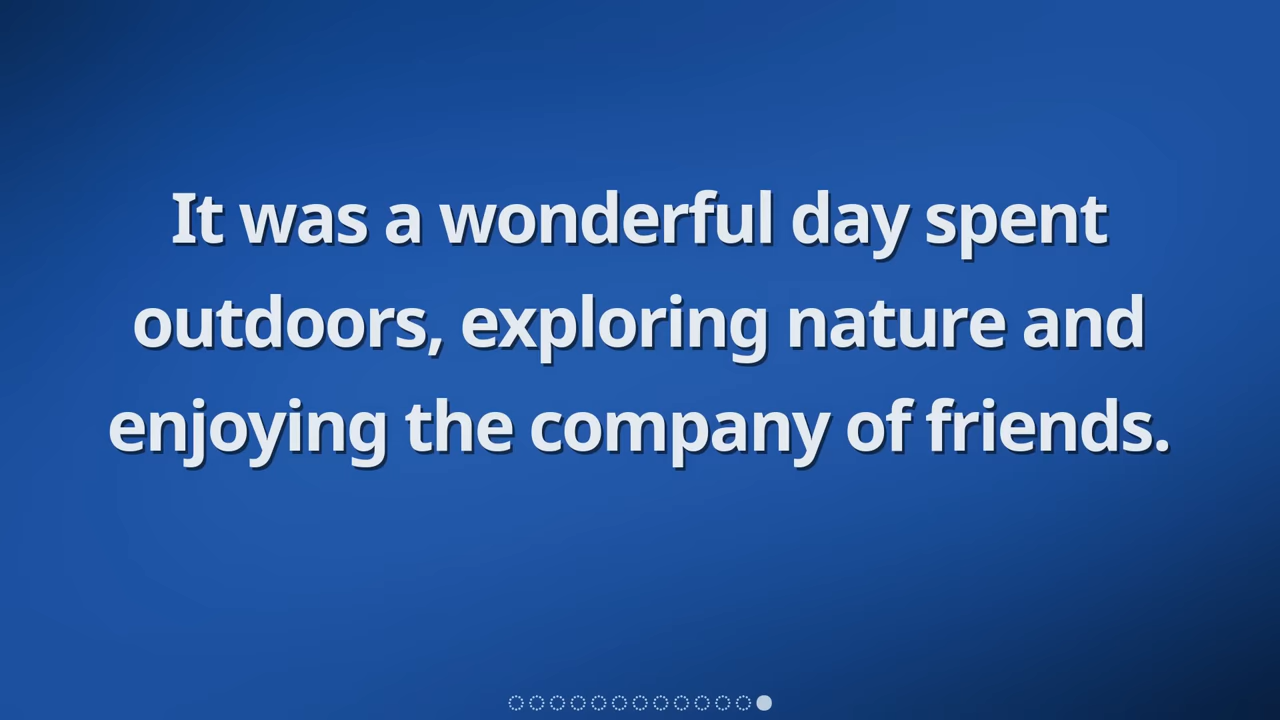 It was a wonderful day spent
outdoors, exploring nature and
enjoying the company of friends.